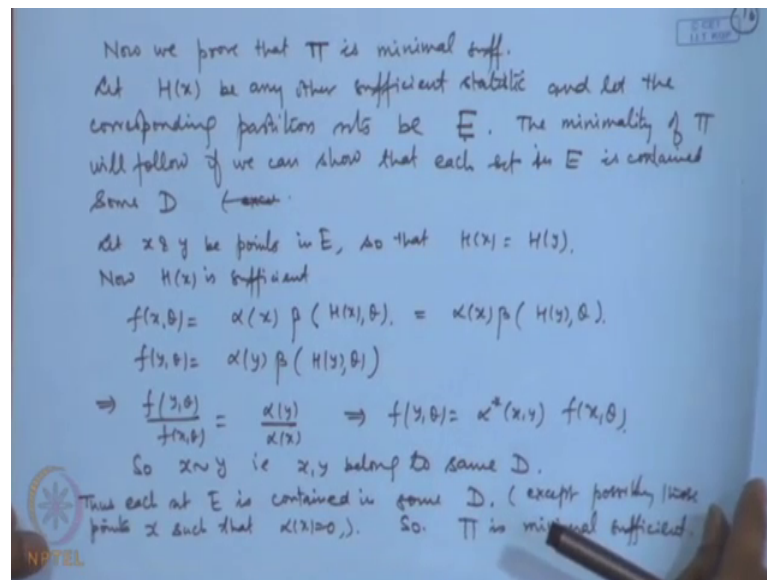 Now we prove that Π is minimal suff.
Let H(x) be any other sufficient statistic and let the
corresponding partition sets be E. The minimality of Π
will follow if we can show that each set in E is contained
Some D
Let x & y be points in E, so that H(x) = H(y).
Now H(x) is sufficient
f(x,θ) = α(x) β ( H(x), θ). = α(x) β ( H(y), θ).
f(y,θ) = α(y) β ( H(y), θ)
⇒ f(y,θ)/f(x,θ) = α(y)/α(x) ⇒ f(y,θ) = α*(x,y) f(x,θ).
So x ~ y ie x, y belong to same D.
Thus each set E is contained in some D. ( except possibly those
points x such that α(x)=0,). So. Π is minimal sufficient.
NPTEL